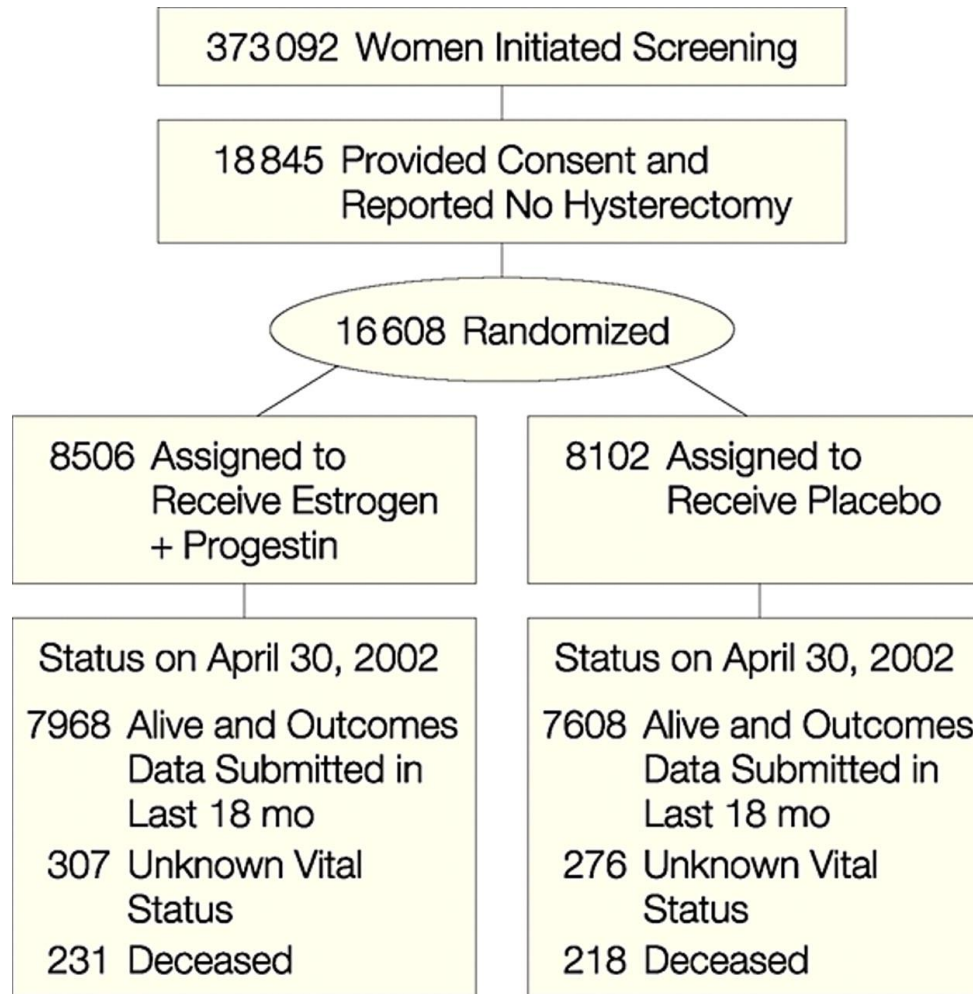 373 092 Women Initiated Screening
18 845 Provided Consent and
Reported No Hysterectomy
16 608 Randomized
8506 Assigned to
Receive Estrogen
+ Progestin
8102 Assigned to
Receive Placebo
Status on April 30, 2002
7968 Alive and Outcomes
Data Submitted in
Last 18 mo
307 Unknown Vital
Status
231 Deceased
Status on April 30, 2002
7608 Alive and Outcomes
Data Submitted in
Last 18 mo
276 Unknown Vital
Status
218 Deceased